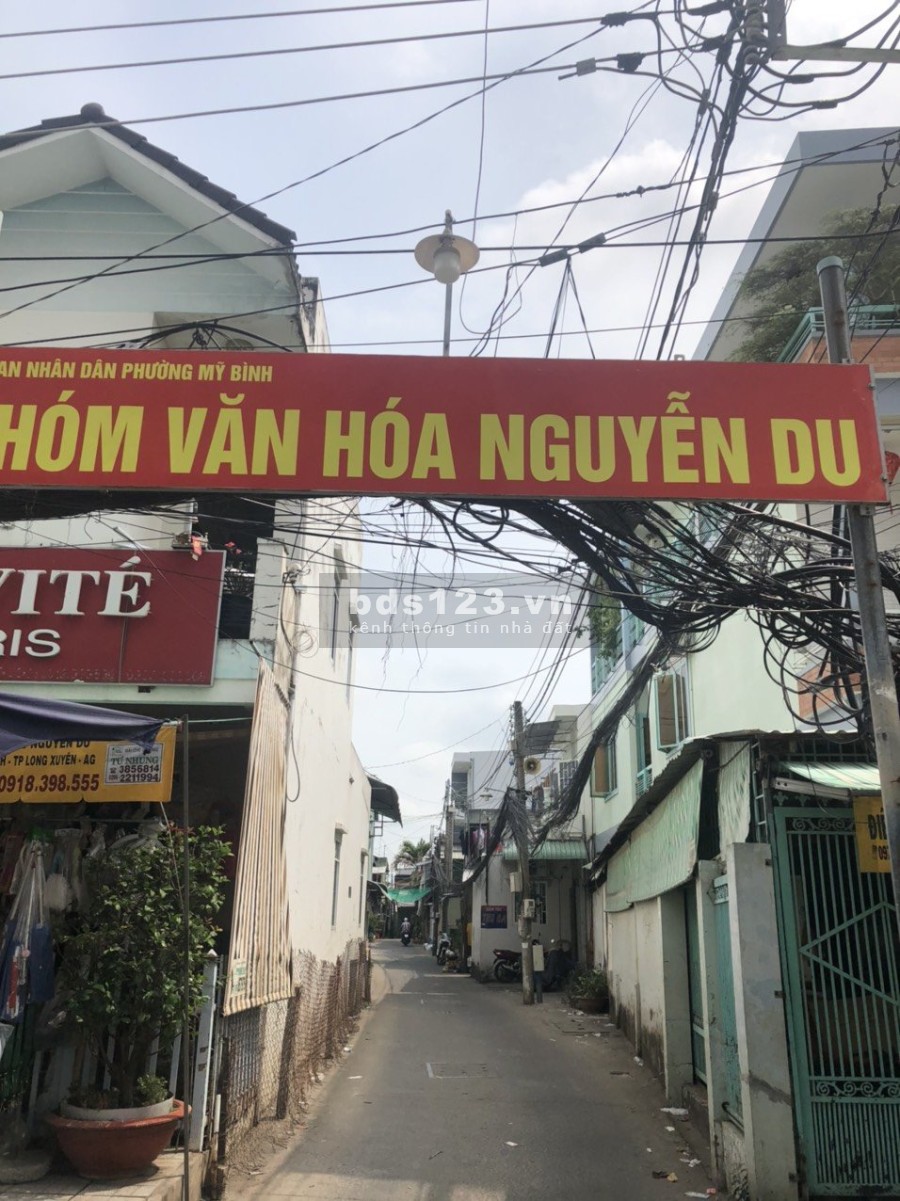 AN NHÂN DÂN PHƯỜNG MỸ BÌNH
HÓM VĂN HÓA NGUYỄN DU
VITÉ
RIS
bds123.vn
kênh thông tin nhà đất
NGUYỄN DU
H - TP LONG XUYÊN - AG
0918.398.555
TƯ NHUNG
3856814
2211994